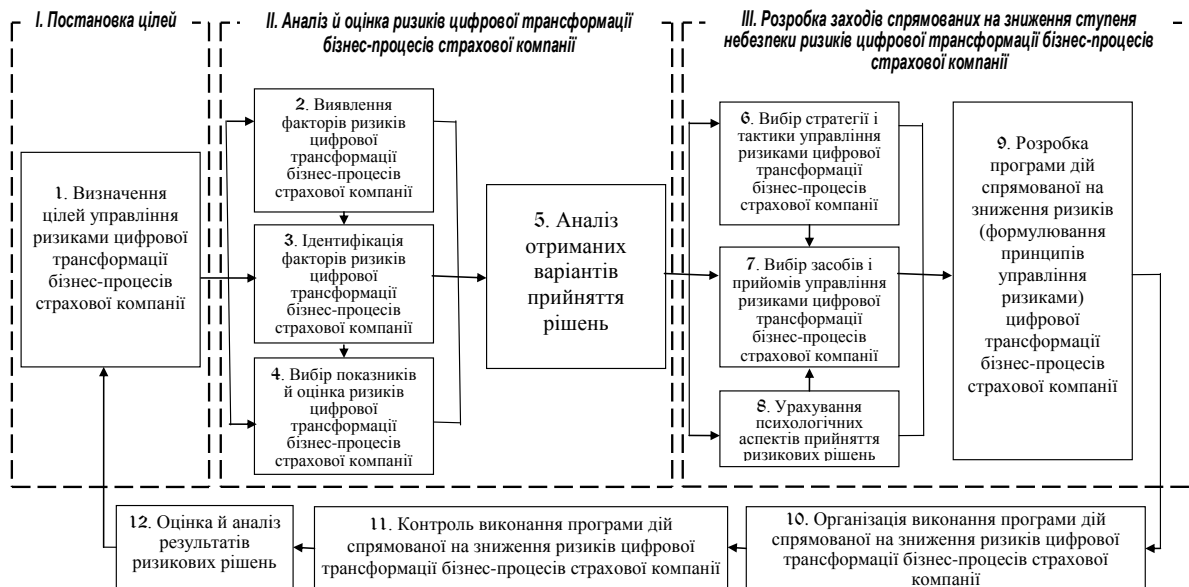 I. Постановка цілей
II. Аналіз й оцінка ризиків цифрової трансформації
бізнес-процесів страхової компанії
III. Розробка заходів спрямованих на зниження ступеня
небезпеки ризиків цифрової трансформації бізнес-процесів
страхової компанії
1. Визначення
цілей управління
ризиками цифрової
трансформації
бізнес-процесів
страхової компанії
2. Виявлення
факторів ризиків
цифрової
трансформації
бізнес-процесів
страхової компанії
3. Ідентифікація
факторів ризиків
цифрової
трансформації
бізнес-процесів
страхової компанії
4. Вибір показників
й оцінка ризиків
цифрової
трансформації
бізнес-процесів
страхової компанії
5. Аналіз
отриманих
варіантів
прийняття
рішень
6. Вибір стратегії і
тактики управління
ризиками цифрової
трансформації
бізнес-процесів
страхової компанії
7. Вибір засобів і
прийомів управління
ризиками цифрової
трансформації
бізнес-процесів
страхової компанії
8. Урахування
психологічних
аспектів прийняття
ризикових рішень
9. Розробка
програми дій
спрямованої на
зниження ризиків
(формулювання
принципів
управління
ризиками)
цифрової
трансформації
бізнес-процесів
страхової компанії
10. Організація виконання програми дій
спрямованої на зниження ризиків цифрової
трансформації бізнес-процесів страхової
компанії
11. Контроль виконання програми дій
спрямованої на зниження ризиків цифрової
трансформації бізнес-процесів страхової компанії
12. Оцінка й аналіз
результатів
ризикових рішень